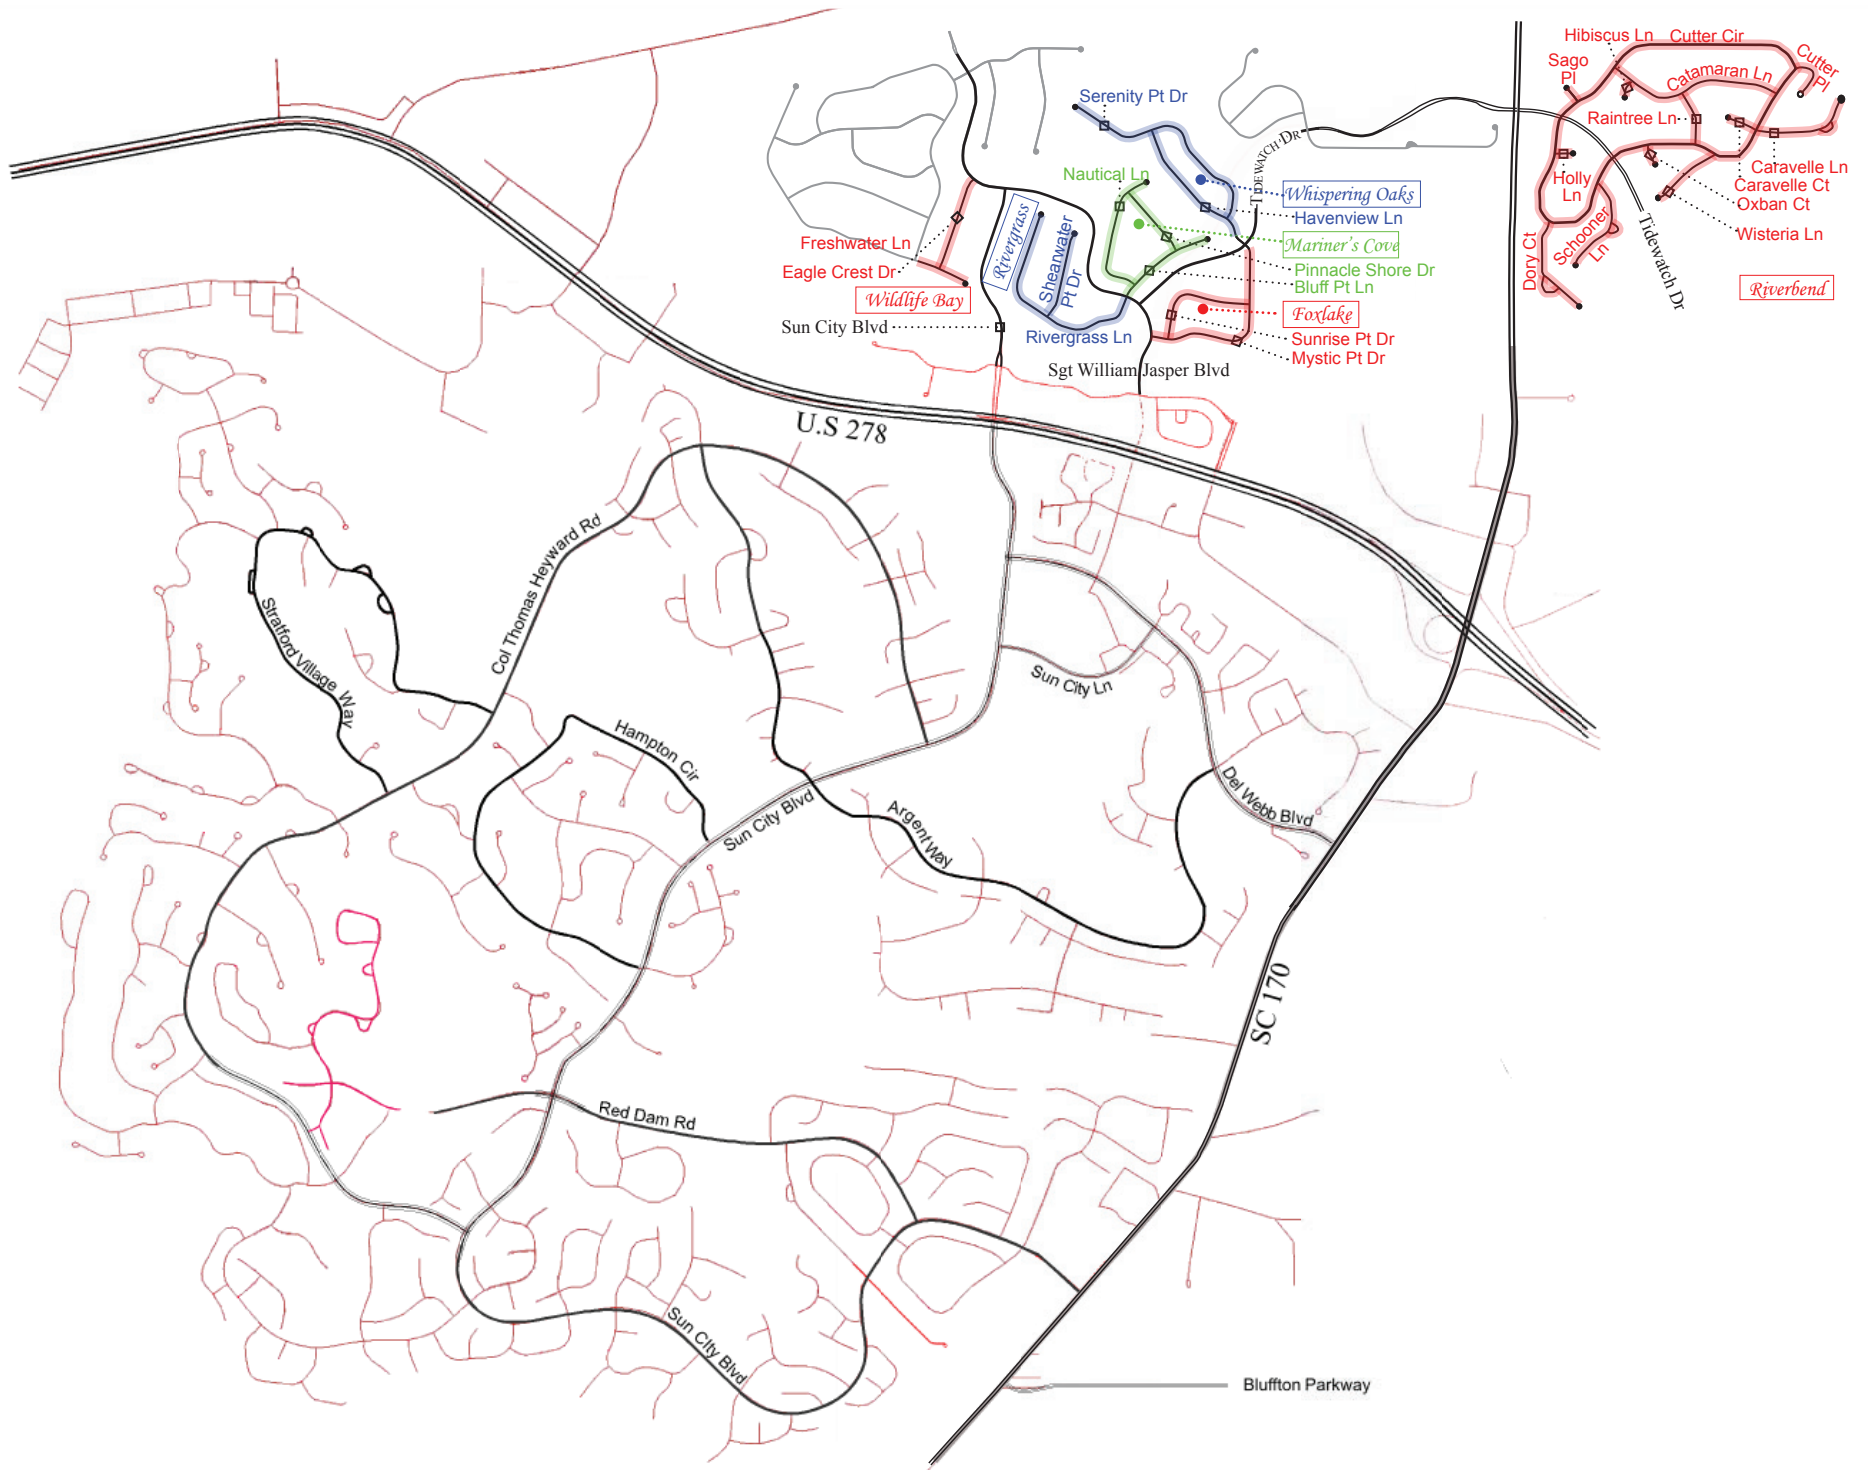 Hibiscus Ln
Cutter Cir
Sago
Pl
Cutter
Pl
Catamaran Ln
Raintree Ln
Caravelle Ln
Caravelle Ct
Oxban Ct
Holly
Ln
Wisteria Ln
Schooner
Ln
Dory Ct
Tidewatch Dr
Riverbend
Serenity Pt Dr
Tidewatch Dr
Nautical Ln
Whispering Oaks
Havenview Ln
Mariner's Cove
Pinnacle Shore Dr
Bluff Pt Ln
Foxlake
Sunrise Pt Dr
Mystic Pt Dr
Freshwater Ln
Eagle Crest Dr
Wildlife Bay
Rivergrass
Shearwater
Pt Dr
Sun City Blvd
Rivergrass Ln
Sgt William Jasper Blvd
U.S 278
Col Thomas Heyward Rd
Stratford Village Way
Sun City Ln
Hampton Cir
Del Webb Blvd
Sun City Blvd
Argent Way
SC 170
Red Dam Rd
Sun CIty Blvd
Bluffton Parkway